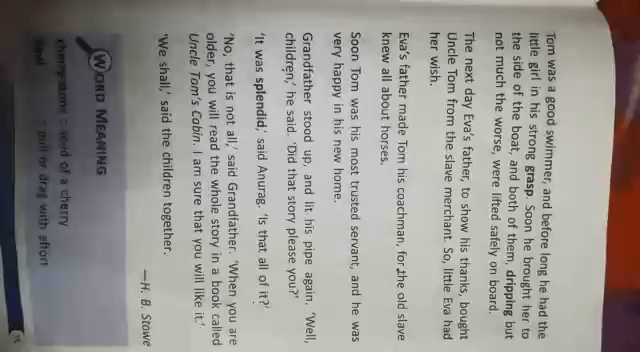 Tom was a good swimmer, and before long he had the
little girl in his strong grasp. Soon he brought her to
the side of the boat, and both of them, dripping but
not much the worse, were lifted safely on board.
The next day Eva's father, to show his thanks, bought
Uncle Tom from the slave merchant. So, little Eva had
her wish.
Eva's father made Tom his coachman, for the old slave
knew all about horses.
Soon Tom was his most trusted servant, and he was
very happy in his new home.
Grandfather stood up, and lit his pipe again. 'Well,
children,' he said. 'Did that story please you?'
'It was splendid,' said Anurag. 'Is that all of it?'
'No, that is not all,' said Grandfather. 'When you are
older, you will read the whole story in a book called
Uncle Tom's Cabin. I am sure that you will like it.'
'We shall,' said the children together.
—H. B. Stowe
WORD MEANING
cherry-stone : seed of a cherry
: pull or drag with effort